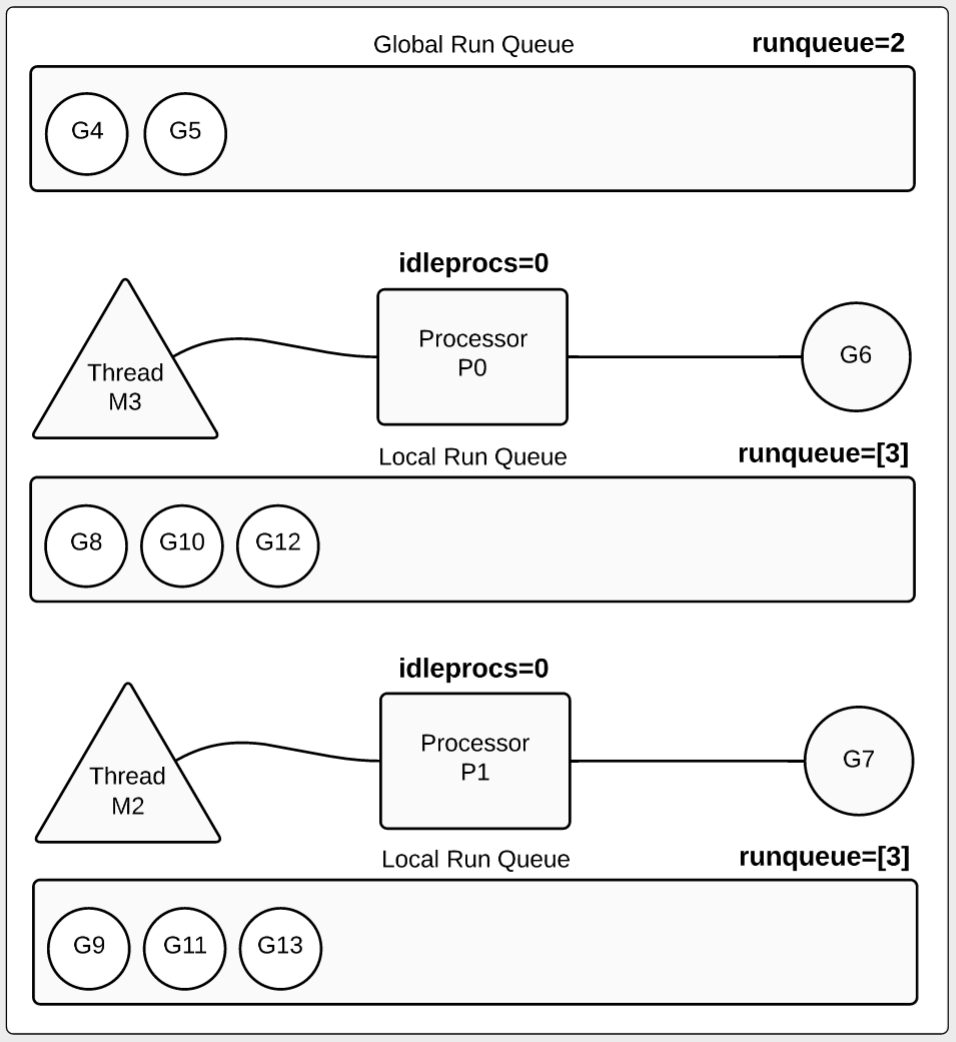 Global Run Queue
runqueue=2
G4
G5
idleprocs=0
Thread
M3
Processor
P0
G6
Local Run Queue
runqueue=[3]
G8
G10
G12
idleprocs=0
Thread
M2
Processor
P1
G7
Local Run Queue
runqueue=[3]
G9
G11
G13